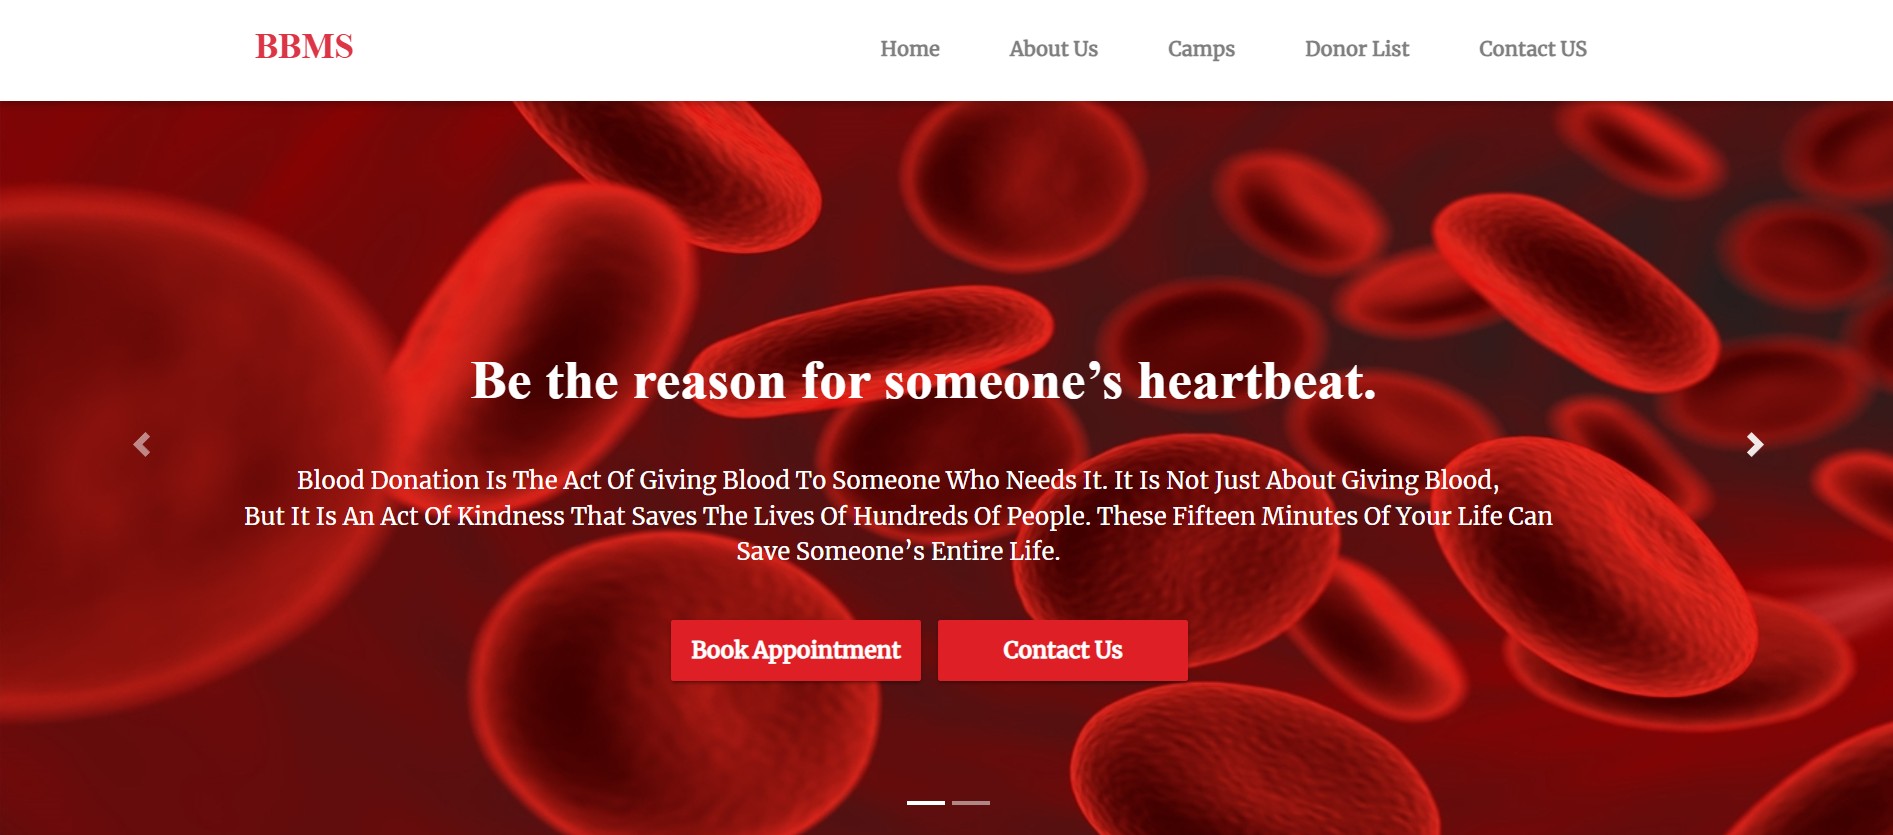 BBMS
Home
About Us
Camps
Donor List
Contact US
Be the reason for someone’s heartbeat.
Blood Donation Is The Act Of Giving Blood To Someone Who Needs It. It Is Not Just About Giving Blood,
But It Is An Act Of Kindness That Saves The Lives Of Hundreds Of People. These Fifteen Minutes Of Your Life Can
Save Someone’s Entire Life.
Book Appointment
Contact Us